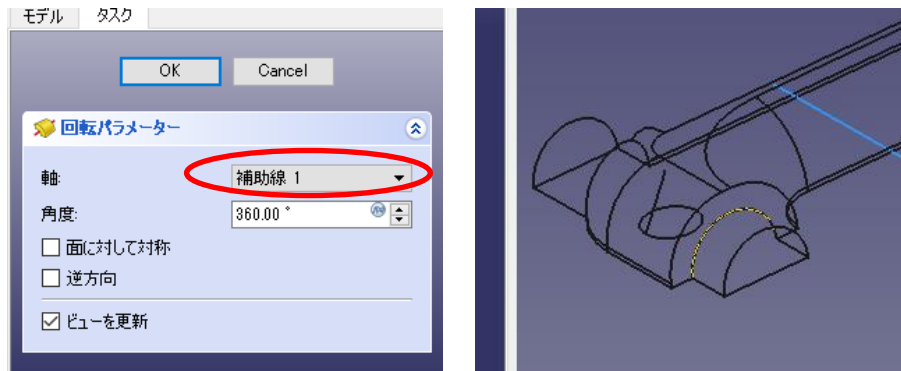 モデル タスク
OK Cancel
回転パラメーター
軸: 補助線 1
角度: 360.00 °
面に対して対称
逆方向
ビューを更新